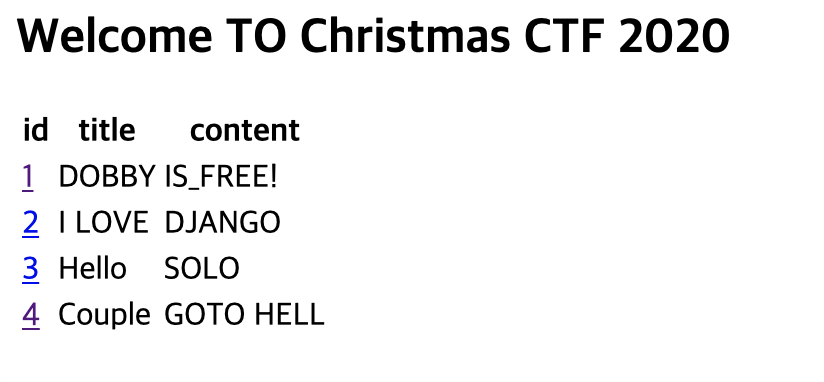 Welcome TO Christmas CTF 2020
id title content
1 DOBBY IS_FREE!
2 I LOVE DJANGO
3 Hello SOLO
4 Couple GOTO HELL